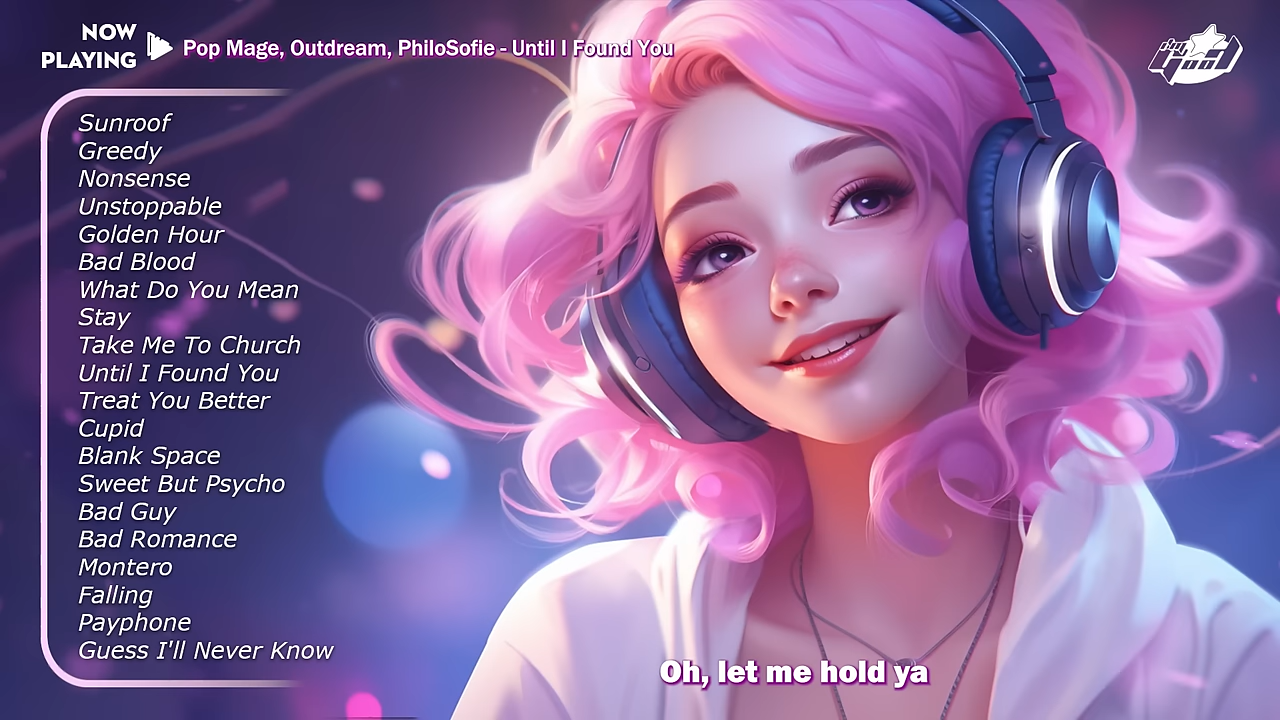 NOW
PLAYING
Pop Mage, Outdream, PhiloSofie - Until I Found You
Sunroof
Greedy
Nonsense
Unstoppable
Golden Hour
Bad Blood
What Do You Mean
Stay
Take Me To Church
Until I Found You
Treat You Better
Cupid
Blank Space
Sweet But Psycho
Bad Guy
Bad Romance
Montero
Falling
Payphone
Guess I'll Never Know
Oh, let me hold ya